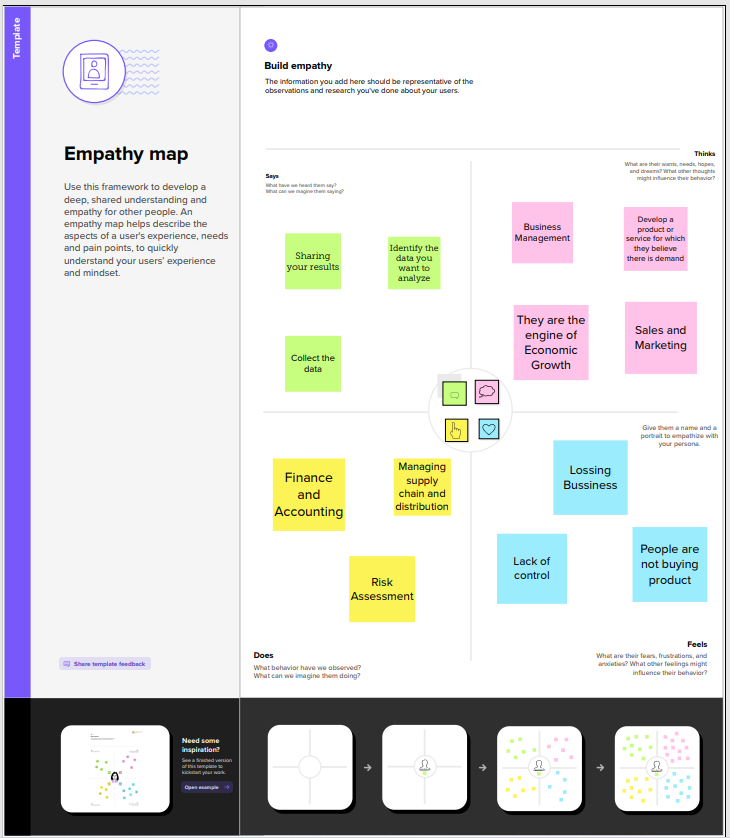 Template
Empathy map
Use this framework to develop a
deep, shared understanding and
empathy for other people. An
empathy map helps describe the
aspects of a user's experience, needs
and pain points, to quickly
understand your users' experience
and mindset.
Share template feedback
Build empathy
The information you add here should be representative of the
observations and research you've done about your users.
Says
What have we heard them say?
What can we imagine them saying?
Thinks
What are their wants, needs, hopes,
and dreams? What other thoughts
might influence their behavior?
Sharing
your results
Identify the
data you
want to
analyze
Collect the
data
Business
Management
Develop a
product or
service for which
they believe
there is demand
They are the
engine of
Economic
Growth
Sales and
Marketing
Give them a name and a
portrait to empathize with
your persona.
Finance
and
Accounting
Managing
supply
chain and
distribution
Risk
Assessment
Lossing
Bussiness
Lack of
control
People are
not buying
product
Does
What behavior have we observed?
What can we imagine them doing?
Feels
What are their fears, frustrations, and
anxieties? What other feelings might
influence their behavior?
Need some
inspiration?
See a finished version
of this template to
kickstart your work.
Open example